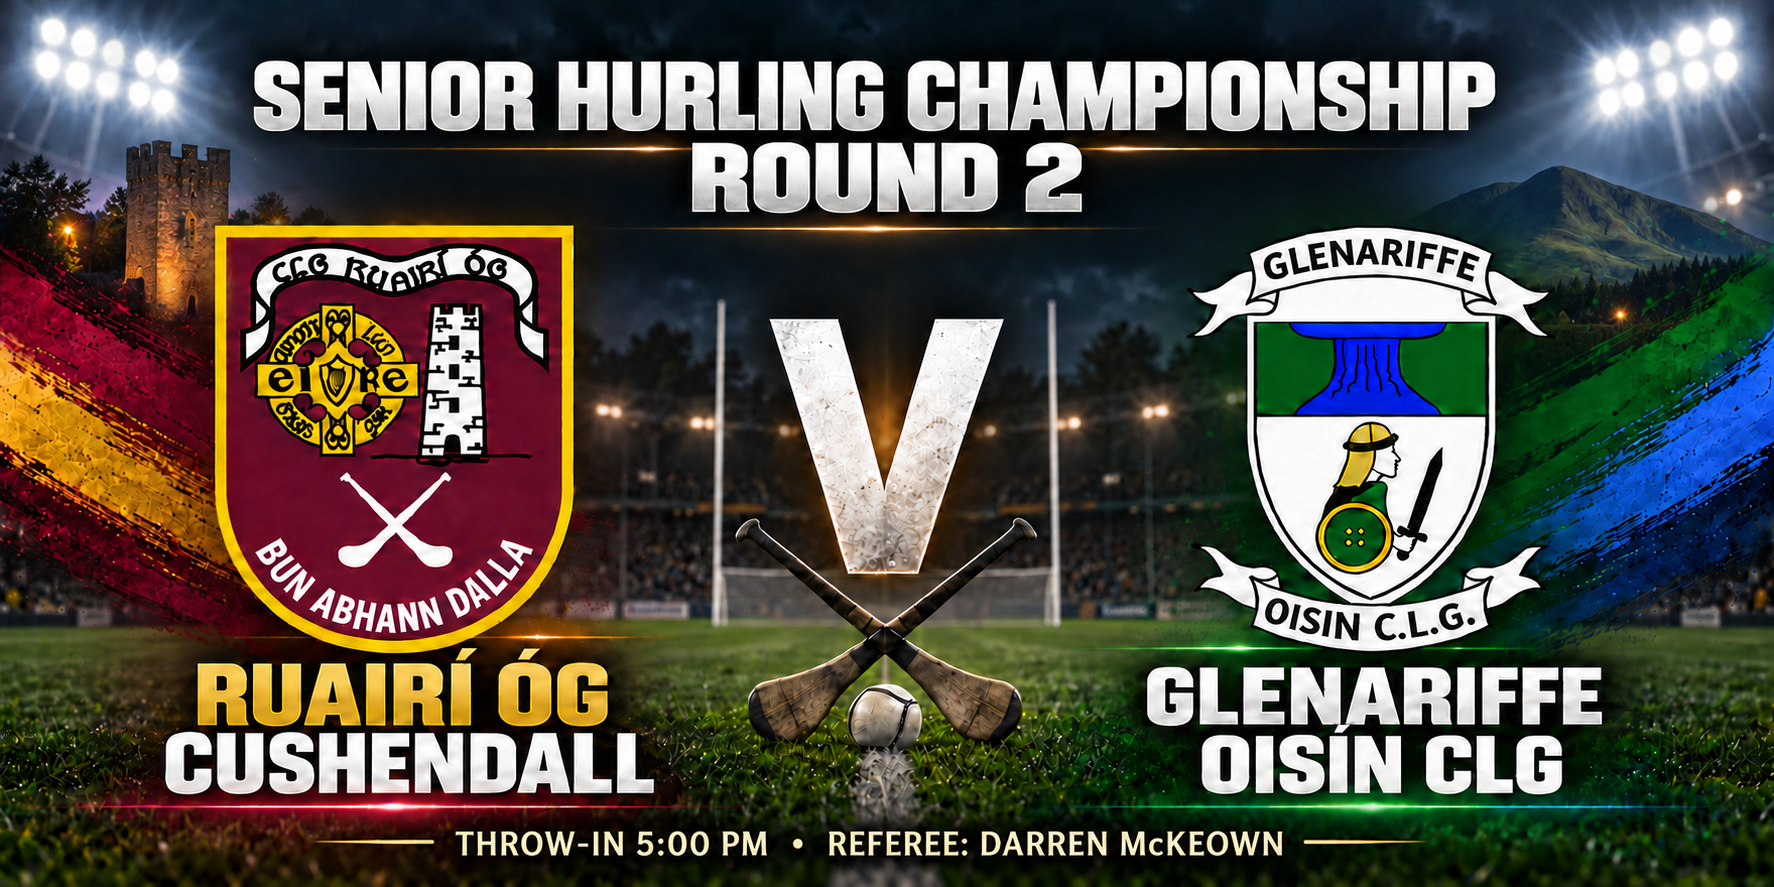 SENIOR HURLING CHAMPIONSHIP
ROUND 2
CLG RUAIRÍ ÓG
EIRE
BUN ABHANN DALLA
V
GLENARIFFE
OISIN C.L.G.
RUAIRÍ ÓG
CUSHENDALL
GLENARIFFE
OISÍN CLG
THROW-IN 5:00 PM • REFEREE: DARREN McKEOWN